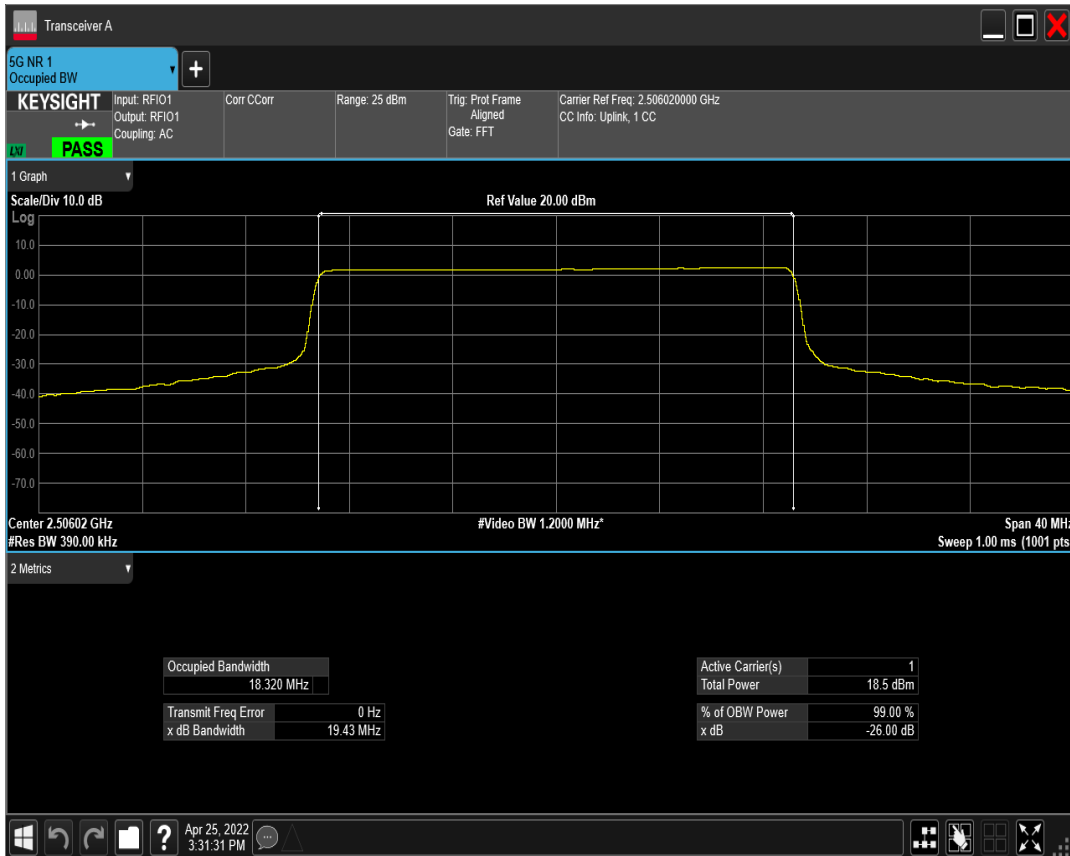 Transceiver A
5G NR 1
Occupied BW
+
KEYSIGHT
LXI
PASS
Input: RFIO1
Output: RFIO1
Coupling: AC
Corr CCorr
Range: 25 dBm
Trig: Prot Frame
Aligned
Gate: FFT
Carrier Ref Freq: 2.506020000 GHz
CC Info: Uplink, 1 CC
1 Graph
Scale/Div 10.0 dB
Ref Value 20.00 dBm
Log
10.0
0.00
-10.0
-20.0
-30.0
-40.0
-50.0
-60.0
-70.0
Center 2.50602 GHz
#Video BW 1.2000 MHz*
Span 40 MHz
#Res BW 390.00 kHz
Sweep 1.00 ms (1001 pts
2 Metrics
Occupied Bandwidth
18.320 MHz
Transmit Freq Error 0 Hz
x dB Bandwidth 19.43 MHz
Active Carrier(s) 1
Total Power 18.5 dBm
% of OBW Power 99.00 %
x dB -26.00 dB
?
Apr 25, 2022
3:31:31 PM